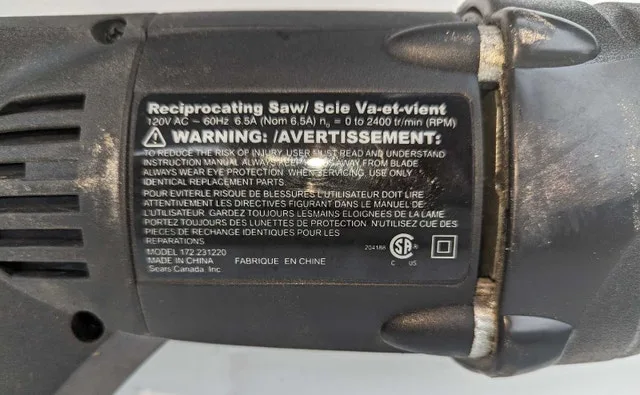 Reciprocating Saw/ Scie Va-et-vient
120V AC ~ 60Hz 6.5A (Nom 6.5A) n₀ = 0 to 2400 tr/min (RPM)
WARNING: /AVERTISSEMENT:
TO REDUCE THE RISK OF INJURY, USER MUST READ AND UNDERSTAND
INSTRUCTION MANUAL. ALWAYS KEEP HANDS AWAY FROM BLADE.
ALWAYS WEAR EYE PROTECTION. WHEN SERVICING, USE ONLY
IDENTICAL REPLACEMENT PARTS.
POUR EVITERLE RISQUE DE BLESSURES L'UTILISATEUR DOIT LIRE
ATTENTIVEMENT LES DIRECTIVES FIGURANT DANS LE MANUEL DE
L'UTILISATEUR. GARDEZ TOUJOURS LESMAINS ELOIGNEES DE LA LAME
PORTEZ TOUJOURS DES LUNETTES DE PROTECTION. N'UTILISEZ CUE DES
PIECES DE RECHANGE IDENTIQUES POUR LES
REPARATIONS
MODEL 172.231220
MADE IN CHINA FABRIQUE EN CHINE
Sears Canada, Inc
204188 SA ®
C US